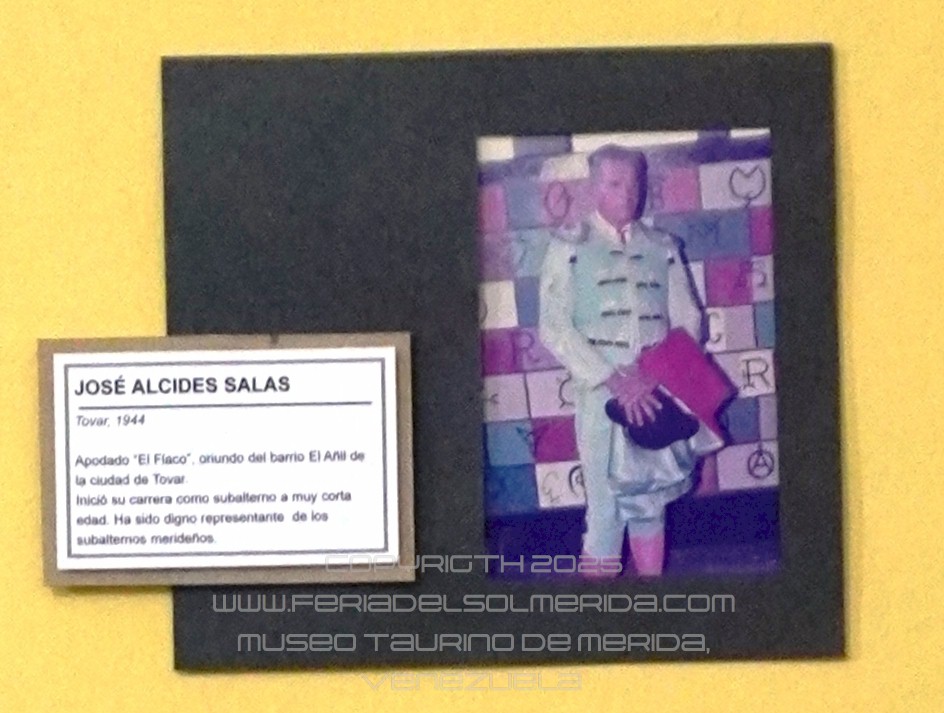 JOSÉ ALCIDES SALAS
Tovar, 1944
Apodado "El Flaco", oriundo del barrio El Añil de
la ciudad de Tovar.
Inició su carrera como subalterno a muy corta
edad. Ha sido digno representante de los
subalternos merideños.
COPYRIGTH 2025
WWW.FERIADELSOLMERIDA.COM
MUSEO TAURINO DE MERIDA,
VENEZUELA